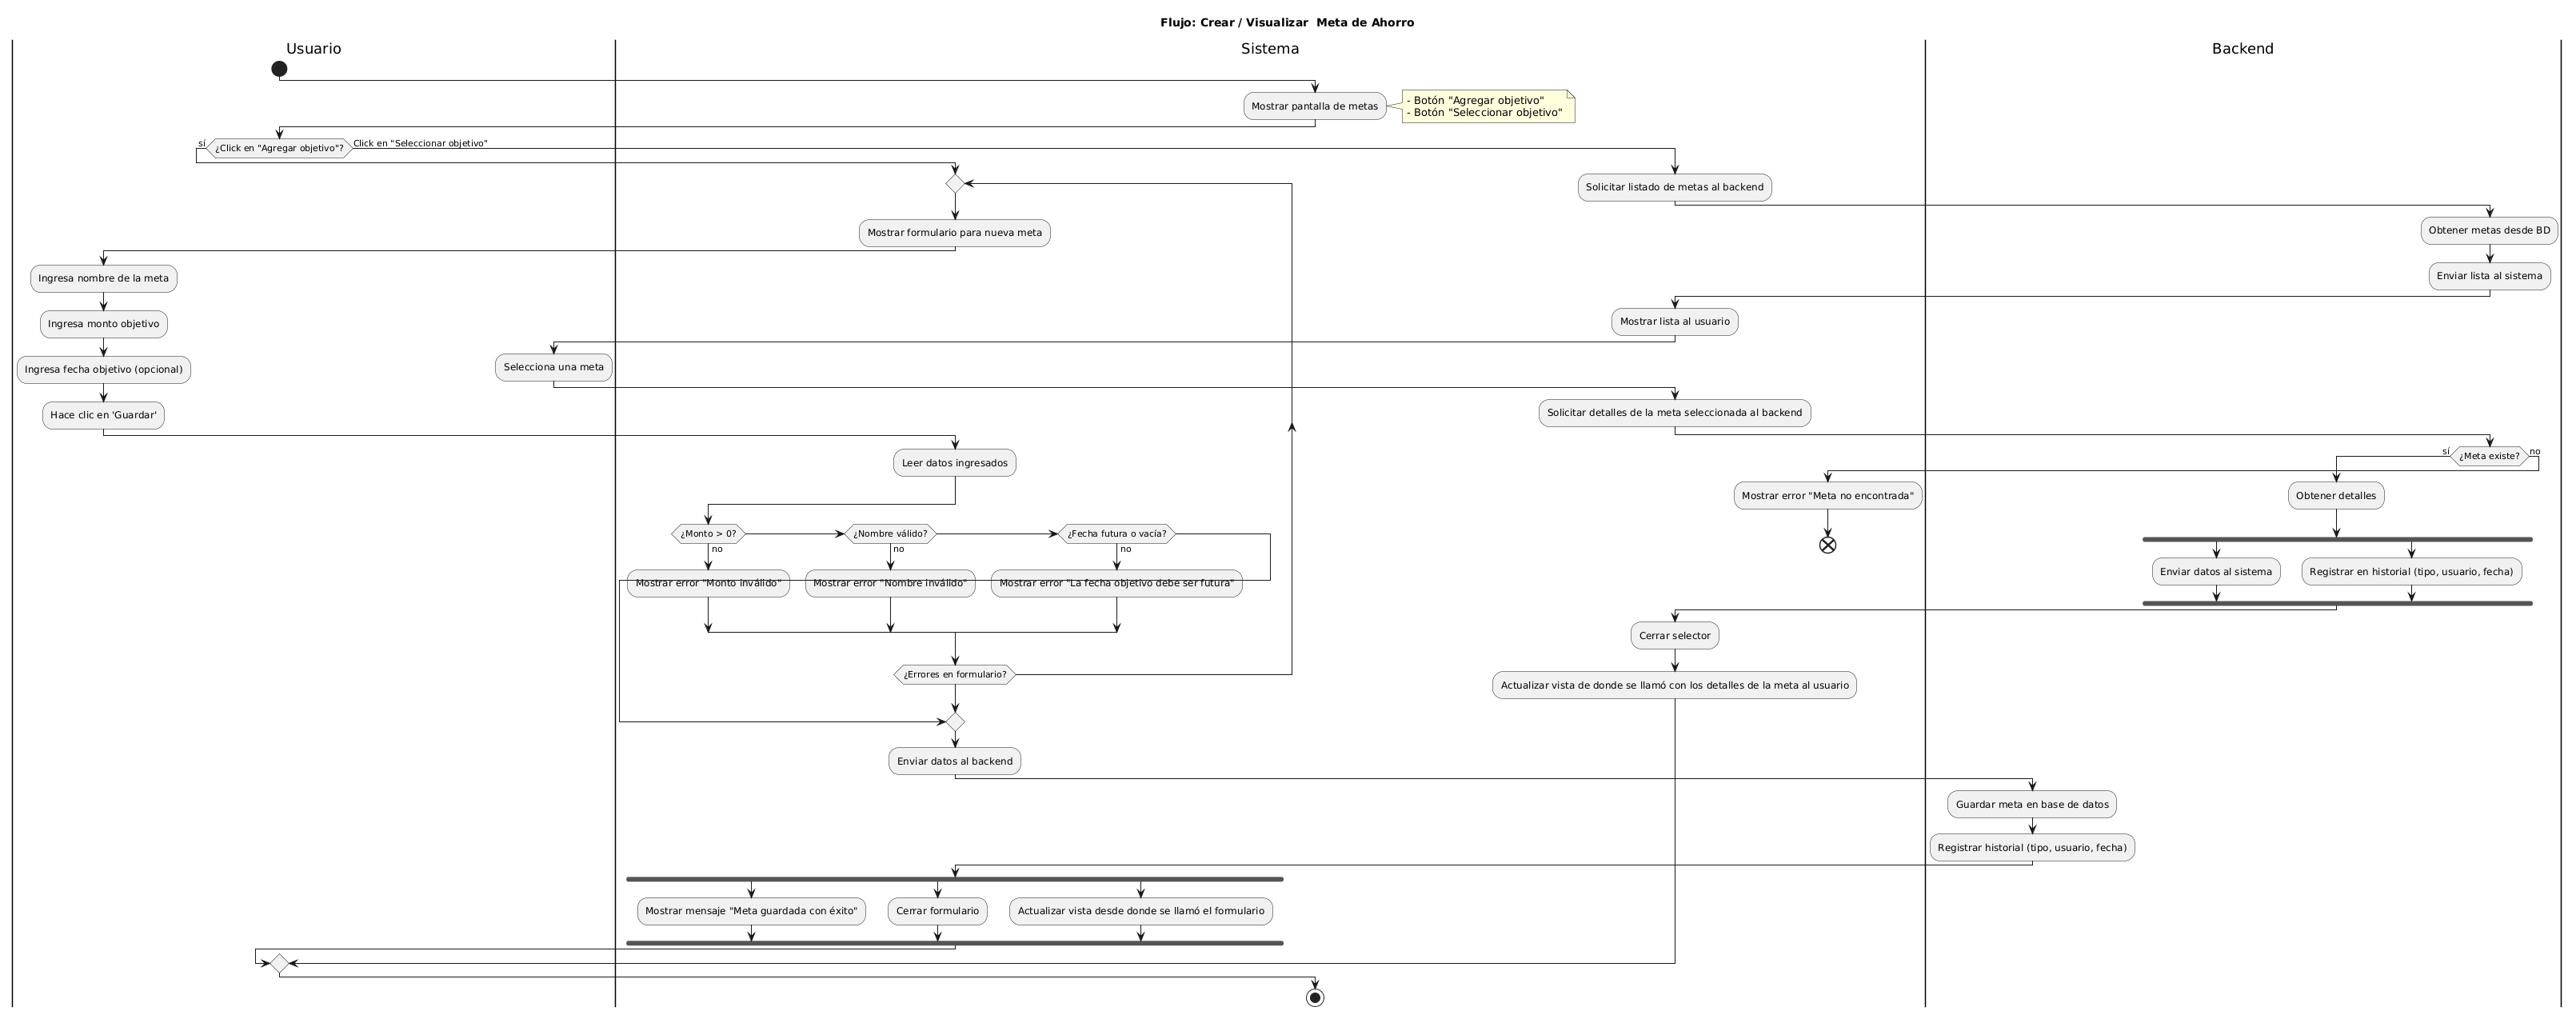 Flujo: Crear / Visualizar  Meta de Ahorro
Usuario
Sistema
Backend
Mostrar pantalla de metas
- Botón "Agregar objetivo"
- Botón "Seleccionar objetivo"
sí
¿Click en "Agregar objetivo"?
Click en "Seleccionar objetivo"
Mostrar formulario para nueva meta
Ingresa nombre de la meta
Ingresa monto objetivo
Ingresa fecha objetivo (opcional)
Hace clic en 'Guardar'
Leer datos ingresados
¿Monto > 0?
no
Mostrar error "Monto inválido"
¿Nombre válido?
no
Mostrar error "Nombre inválido"
¿Fecha futura o vacía?
no
Mostrar error "La fecha objetivo debe ser futura"
¿Errores en formulario?
Enviar datos al backend
Guardar meta en base de datos
Registrar historial (tipo, usuario, fecha)
Mostrar mensaje "Meta guardada con éxito"
Cerrar formulario
Actualizar vista desde donde se llamó el formulario
Solicitar listado de metas al backend
Obtener metas desde BD
Enviar lista al sistema
Mostrar lista al usuario
Selecciona una meta
Solicitar detalles de la meta seleccionada al backend
sí
¿Meta existe?
no
Obtener detalles
Enviar datos al sistema
Registrar en historial (tipo, usuario, fecha)
Mostrar error "Meta no encontrada"
Cerrar selector
Actualizar vista de donde se llamó con los detalles de la meta al usuario